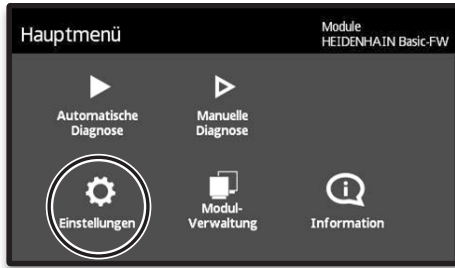 Hauptmenü
Module
HEIDENHAIN Basic-FW
Automatische
Diagnose
Manuelle
Diagnose
Einstellungen
Modul-
Verwaltung
Information